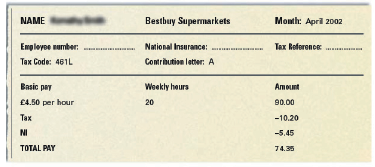 NAME Bestbuy Supermarkets Month: April 2002
Employee number: .................... National Insurance: .................... Tax Reference: ....................
Tax Code: 461L Contribution letter: A
Basic pay Weekly hours Amount
£4.50 per hour 20 90.00
Tax –10.20
NI –5.45
TOTAL PAY 74.35